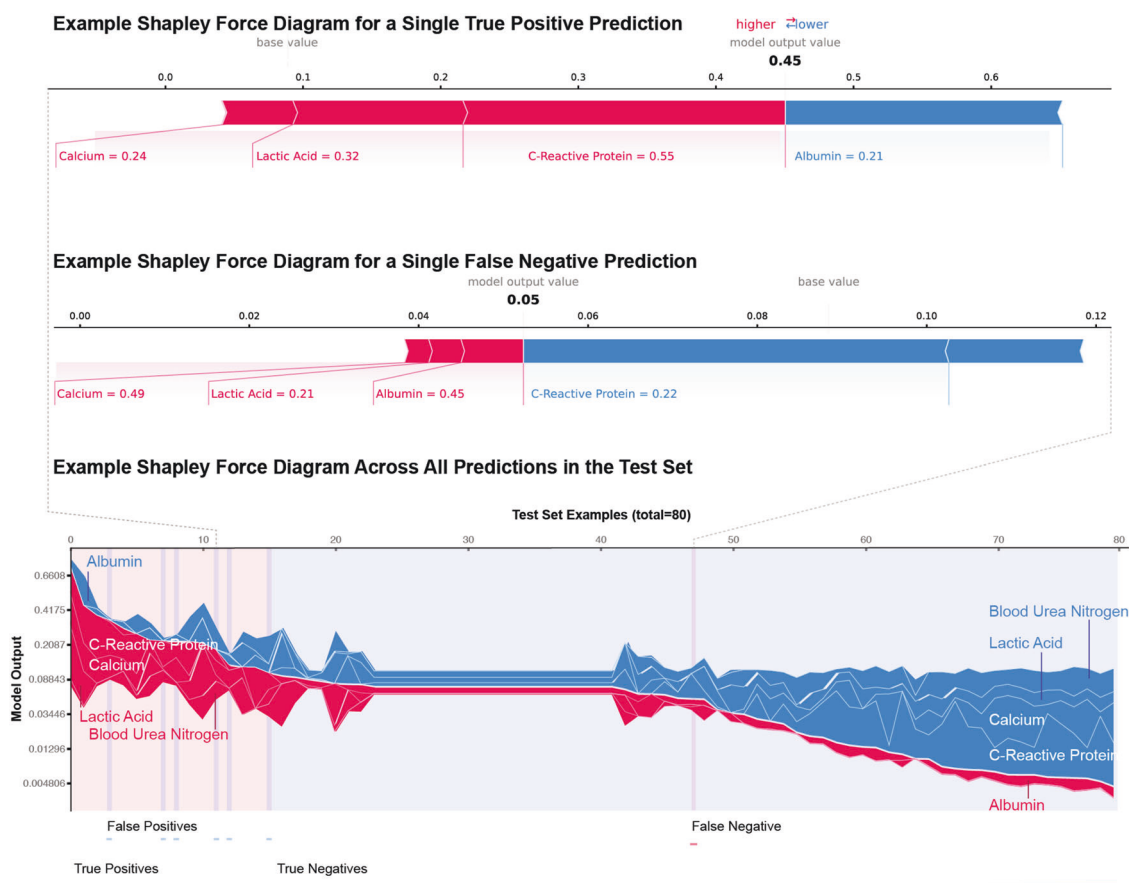 Example Shapley Force Diagram for a Single True Positive Prediction
higher ⇄ lower
base value
model output value
0.45
0.0 0.1 0.2 0.3 0.4 0.5 0.6
Calcium = 0.24 Lactic Acid = 0.32 C-Reactive Protein = 0.55 Albumin = 0.21
Example Shapley Force Diagram for a Single False Negative Prediction
model output value
base value
0.05
0.00 0.02 0.04 0.06 0.08 0.10 0.12
Calcium = 0.49 Lactic Acid = 0.21 Albumin = 0.45 C-Reactive Protein = 0.22
Example Shapley Force Diagram Across All Predictions in the Test Set
Test Set Examples (total=80)
0 10 20 30 40 50 60 70 80
Model Output
0.6608
0.4175
0.2087
0.08843
0.03446
0.01296
0.004806
Albumin
C-Reactive Protein
Calcium
Lactic Acid
Blood Urea Nitrogen
Blood Urea Nitrogen
Lactic Acid
Calcium
C-Reactive Protein
Albumin
False Positives
False Negative
True Positives
True Negatives